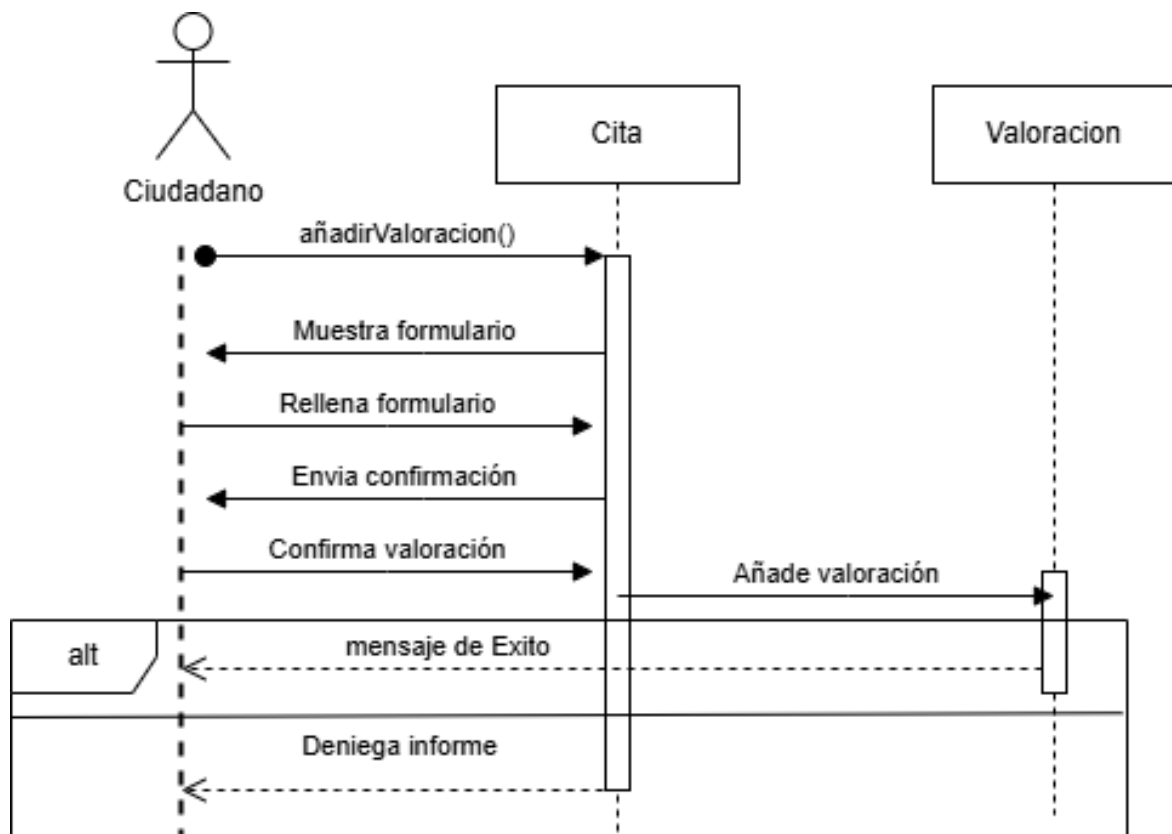 Cita
Valoracion
Ciudadano
añadirValoracion()
Muestra formulario
Rellena formulario
Envia confirmación
Confirma valoración
Añade valoración
alt
mensaje de Exito
Deniega informe